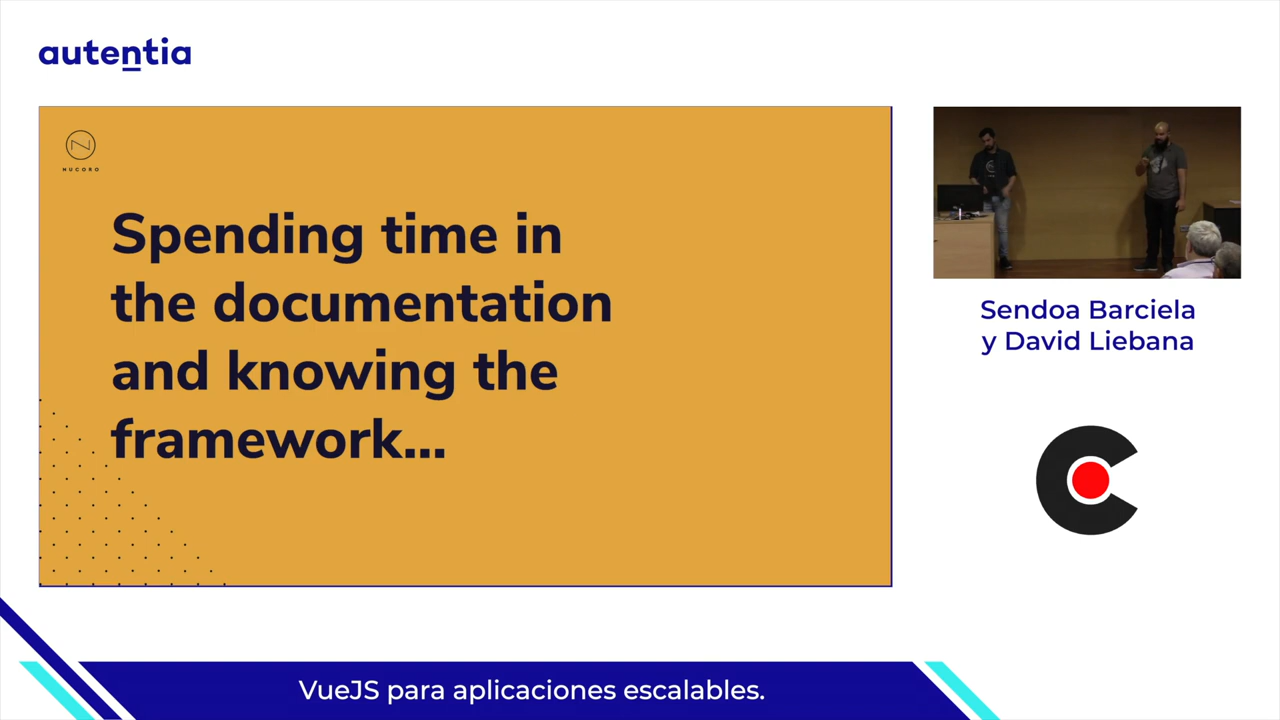 autentia
NUCORO
Spending time in
the documentation
and knowing the
framework...
Sendoa Barciela
y David Liebana
VueJS para aplicaciones escalables.